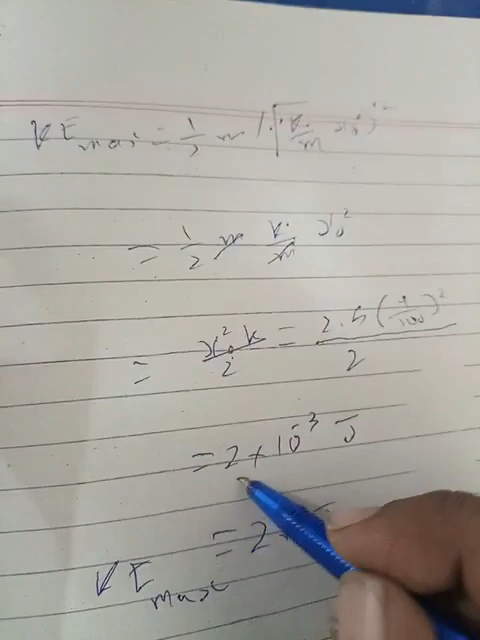 KE max = 1/2 m (√(k/m) x₀)²
= 1/2 m k/m x₀²
= x₀² k / 2 = 2.5 (4/100)² / 2
= 2 × 10⁻³ J
KE max = 2